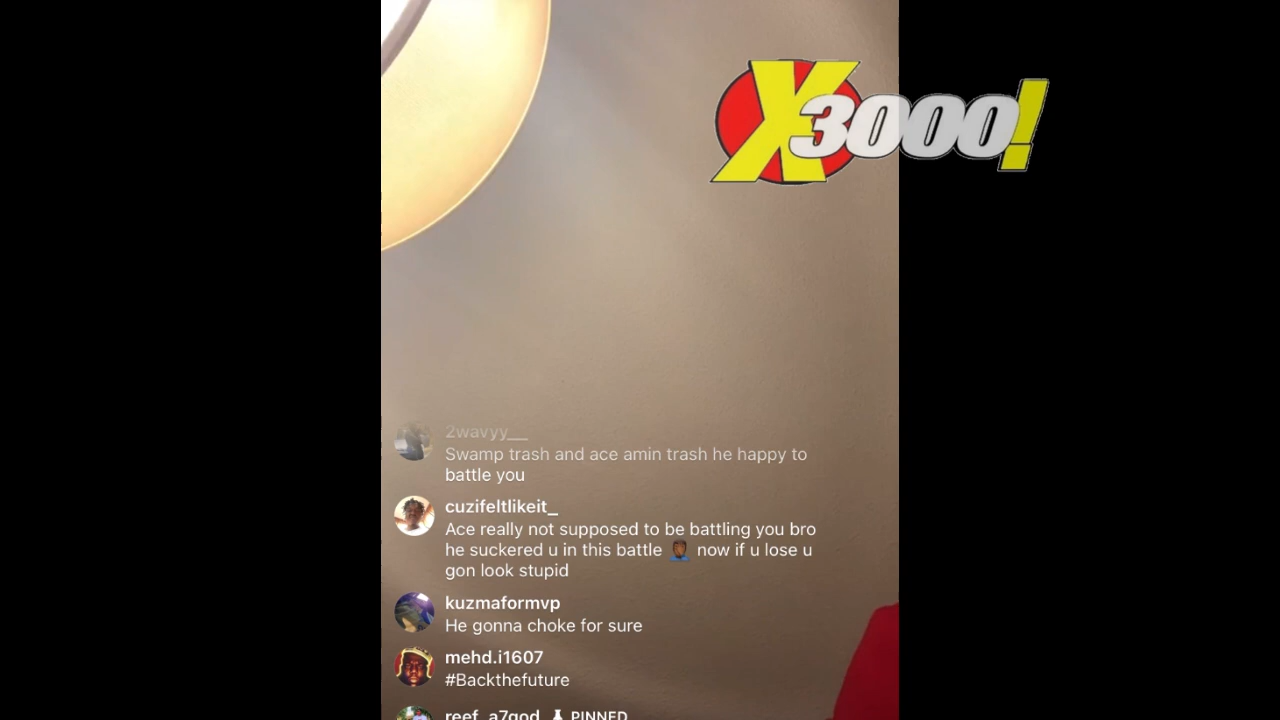 X3000!
2wavyy__
Swamp trash and ace amin trash he happy to
battle you
cuzifeltlikeit_
Ace really not supposed to be battling you bro
he suckered u in this battle 🤦🏾‍♂️ now if u lose u
gon look stupid
kuzmaformvp
He gonna choke for sure
mehd.i1607
#Backthefuture
reef_a7god PINNED